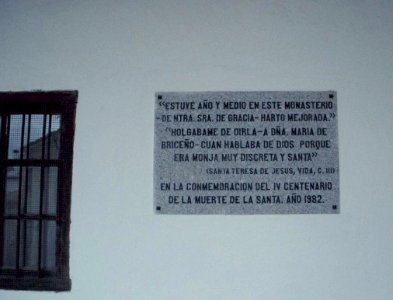 "ESTUVE AÑO Y MEDIO EN ESTE MONASTERIO
-DE NTRA. SRA. DE GRACIA- HARTO MEJORADA."
"HOLGABAME DE OIRLA-A DÑA. MARIA DE
BRICEÑO- CUAN HABLABA DE DIOS, PORQUE
ERA MONJA MUY DISCRETA Y SANTA"
(SANTA TERESA DE JESUS, VIDA, C. III)
EN LA CONMEMORACION DEL IV CENTENARIO
DE LA MUERTE DE LA SANTA. AÑO 1982.